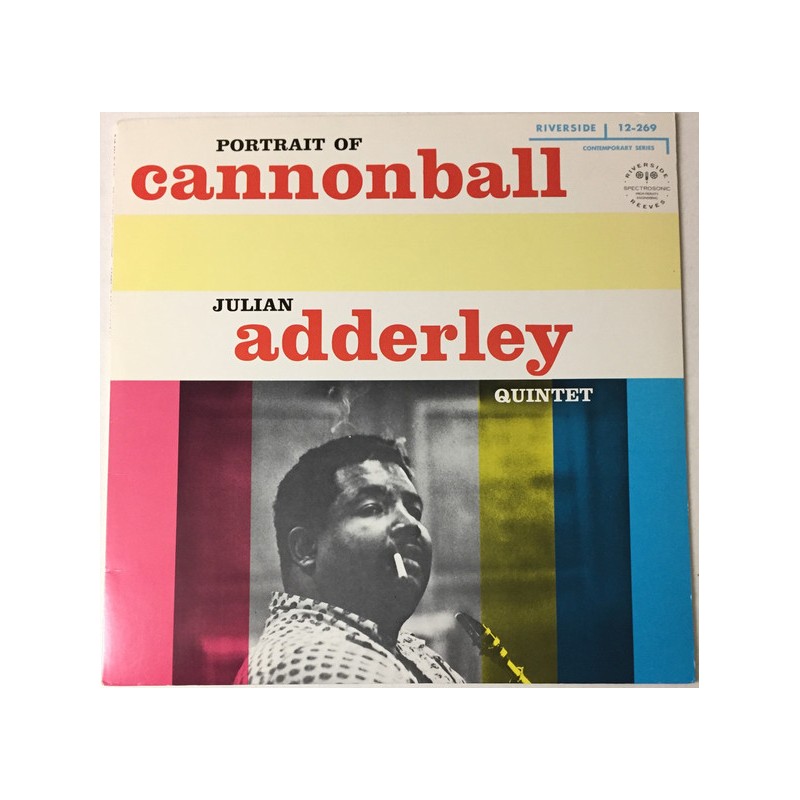 PORTRAIT OF
cannonball
RIVERSIDE 12-269
CONTEMPORARY SERIES
RIVERSIDE
SPECTROSONIC
REEVES
JULIAN
adderley
QUINTET